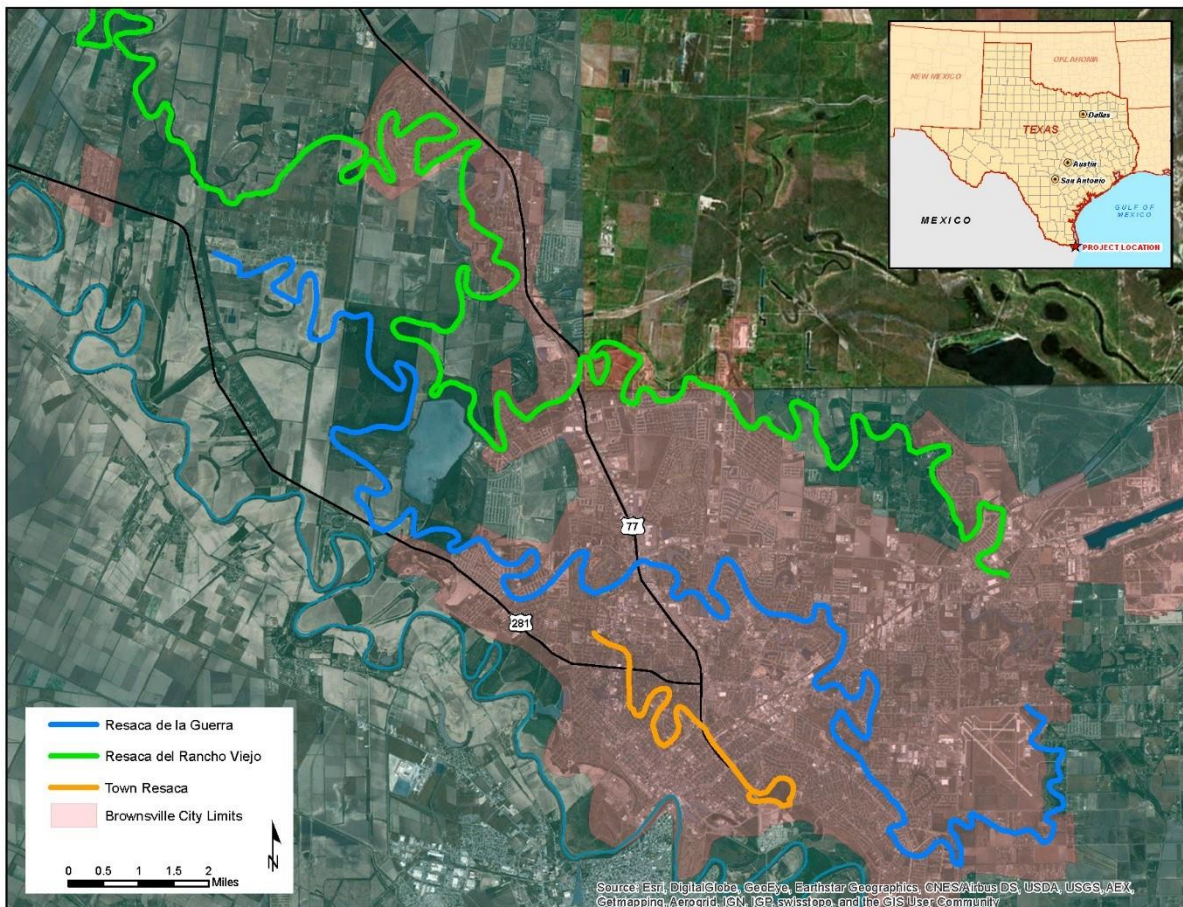 NEW MEXICO
OKLAHOMA
TEXAS
Dallas
Austin
San Antonio
MEXICO
GULF OF
MEXICO
PROJECT LOCATION
77
281
Resaca de la Guerra
Resaca del Rancho Viejo
Town Resaca
Brownsville City Limits
N
0 0.5 1 2
Miles
Source: Esri, DigitalGlobe, GeoEye, Earthstar Geographics, CNES/Airbus DS, USDA, USGS, AEX,
Getmapping, Aerogrid, IGN, IGP, swisstopo, and the GIS User Community